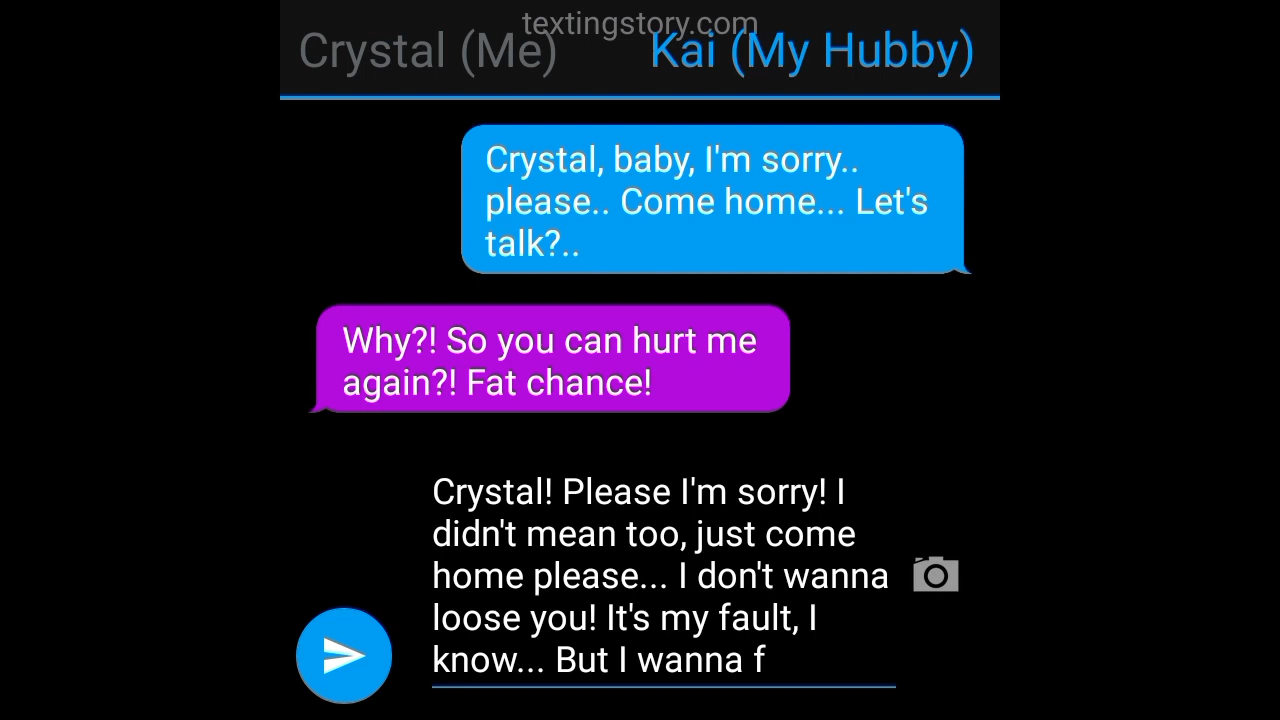 textingstory.com
Crystal (Me)
Kai (My Hubby)
Crystal, baby, I'm sorry..
please.. Come home... Let's
talk?..
Why?! So you can hurt me
again?! Fat chance!
Crystal! Please I'm sorry! I
didn't mean too, just come
home please... I don't wanna
loose you! It's my fault, I
know... But I wanna f